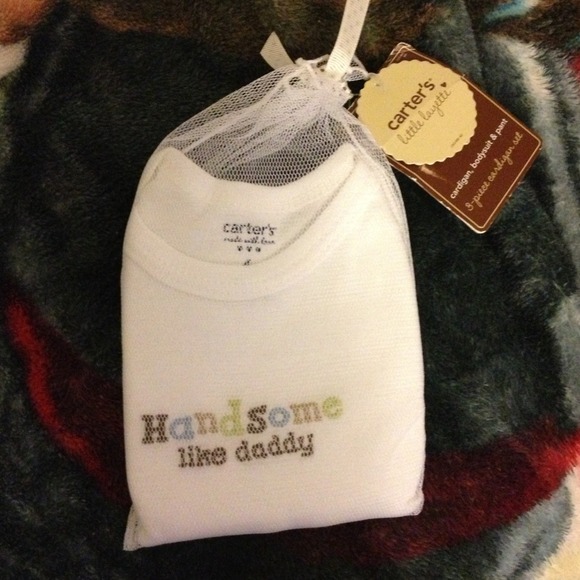 carter's®
little layette
cardigan, bodysuit & pant
3-piece cardigan set
carter's®
made with love
Handsome
like daddy